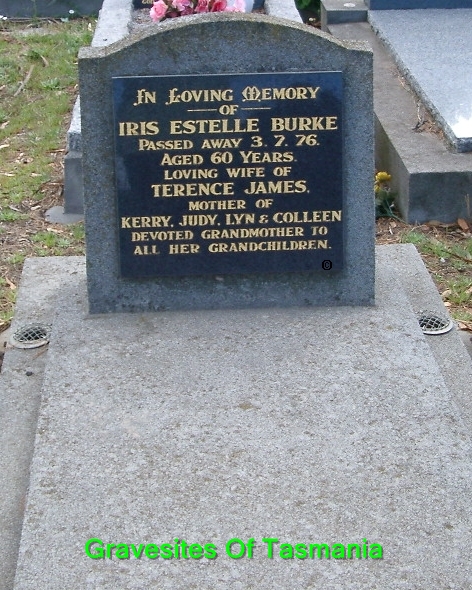 In Loving Memory
OF
IRIS ESTELLE BURKE
PASSED AWAY 3. 7. 76.
AGED 60 YEARS.
LOVING WIFE OF
TERENCE JAMES,
MOTHER OF
KERRY, JUDY, LYN & COLLEEN
DEVOTED GRANDMOTHER TO
ALL HER GRANDCHILDREN.
Gravesites Of Tasmania